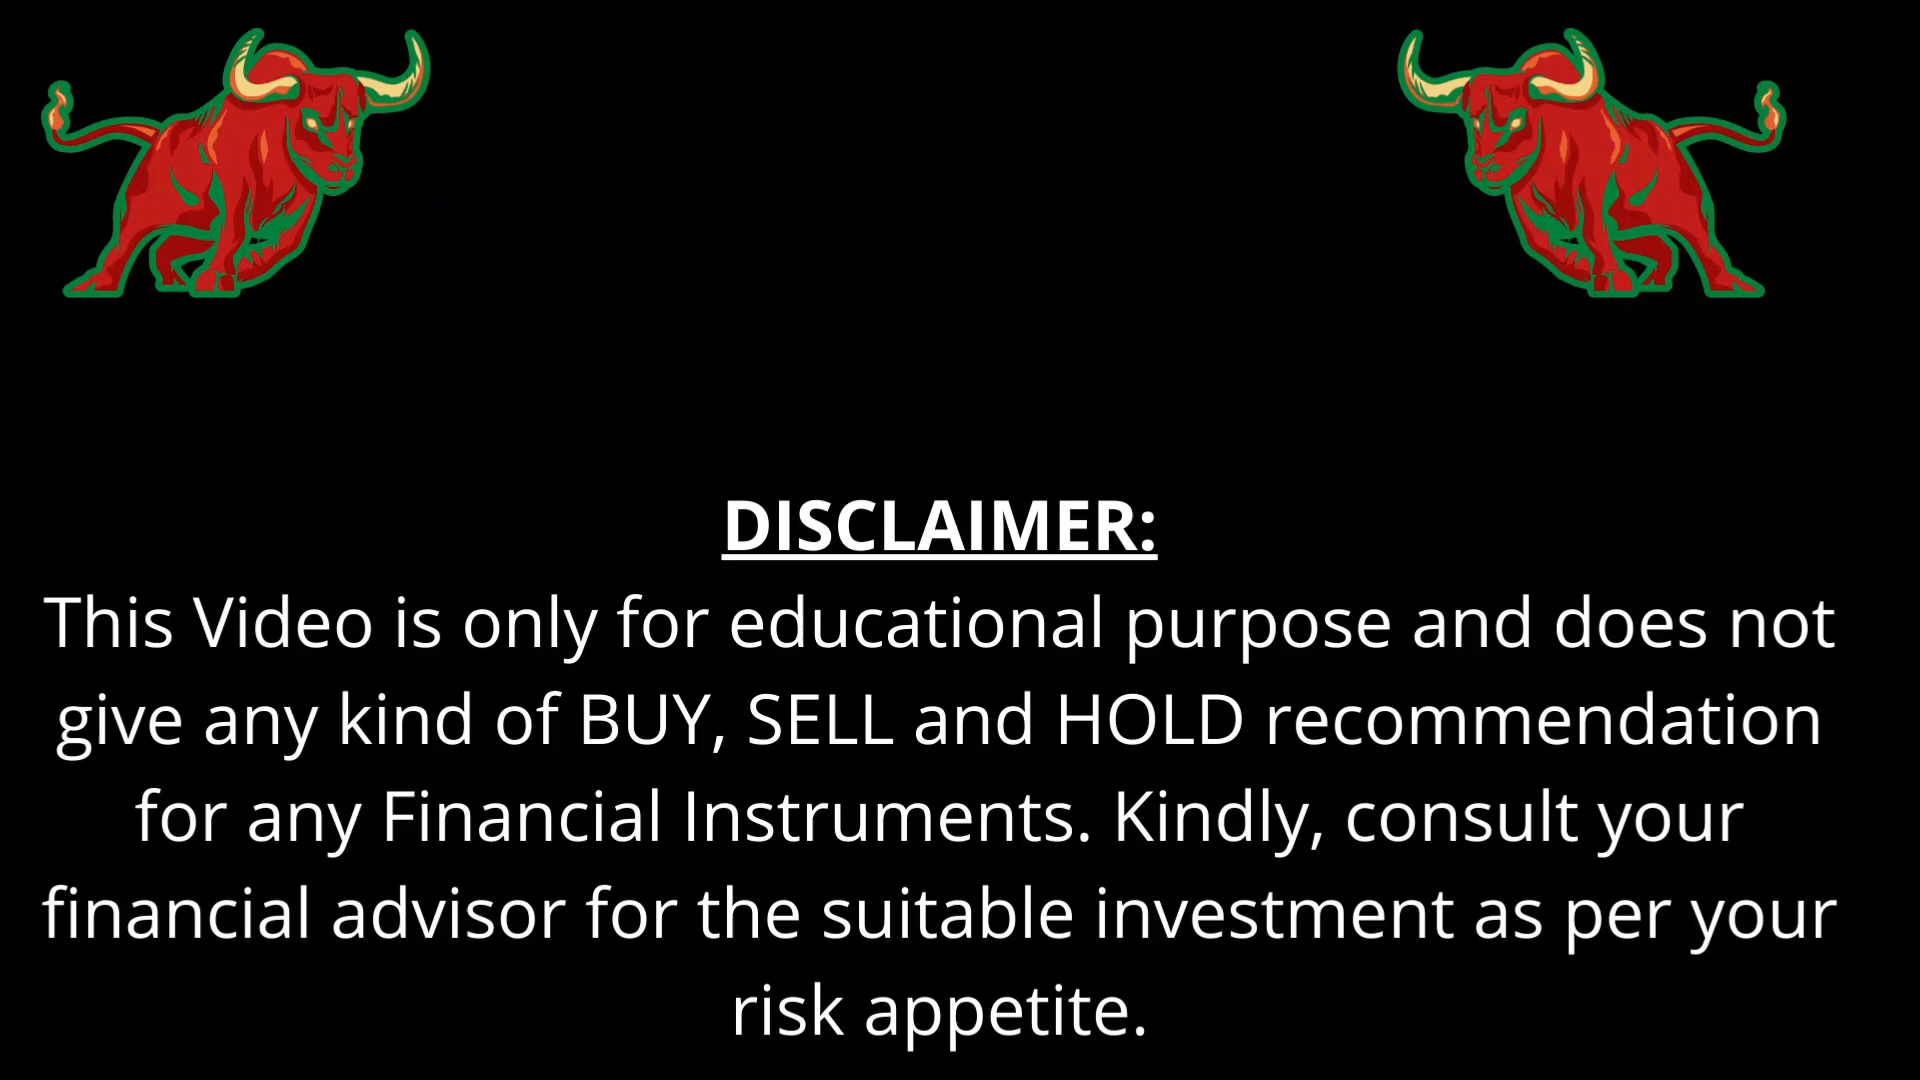 DISCLAIMER:
This Video is only for educational purpose and does not
give any kind of BUY, SELL and HOLD recommendation
for any Financial Instruments. Kindly, consult your
financial advisor for the suitable investment as per your
risk appetite.